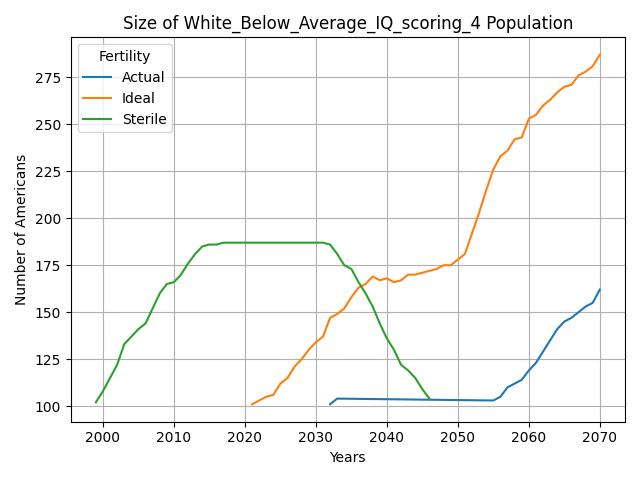 Size of White_Below_Average_IQ_scoring_4 Population
Fertility
Actual
Ideal
Sterile
Number of Americans
275
250
225
200
175
150
125
100
2000 2010 2020 2030 2040 2050 2060 2070
Years